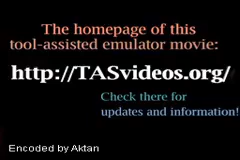 The homepage of this
tool-assisted emulator movie:
http://TASvideos.org/
Check there for
updates and information!
Encoded by Aktan